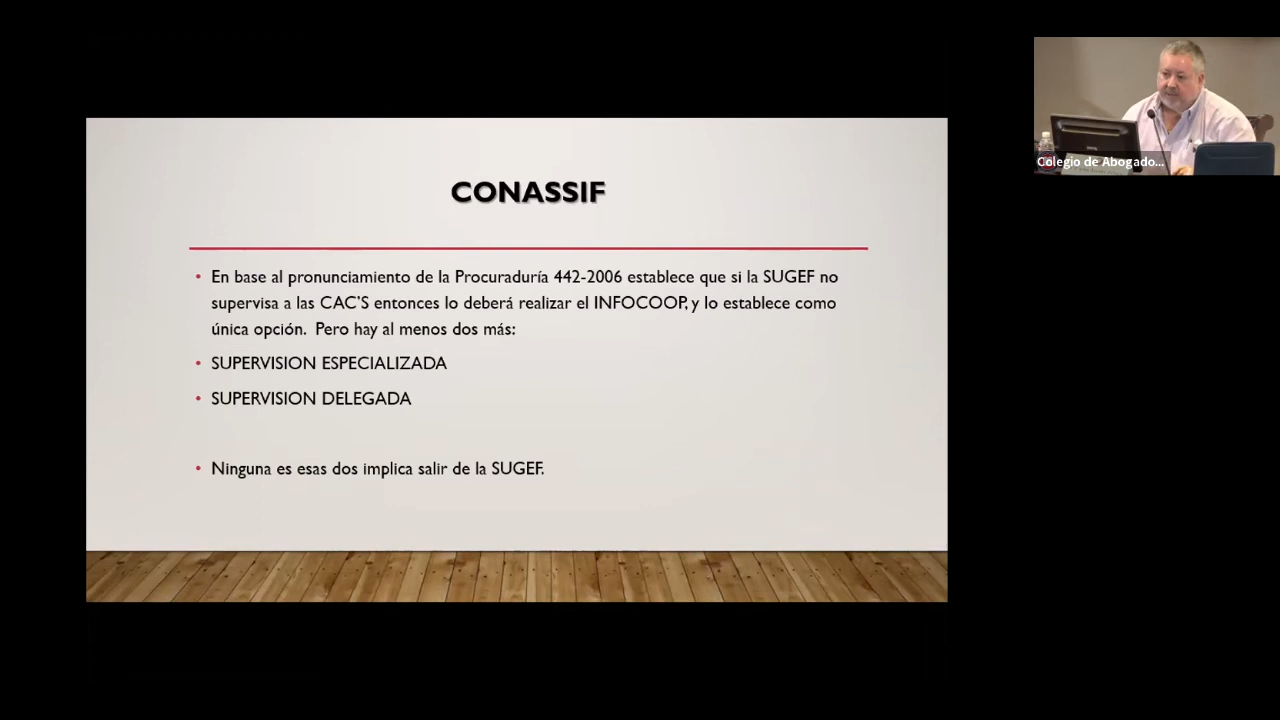 CONASSIF
• En base al pronunciamiento de la Procuraduría 442-2006 establece que si la SUGEF no
supervisa a las CAC'S entonces lo deberá realizar el INFOCOOP, y lo establece como
única opción. Pero hay al menos dos más:
• SUPERVISION ESPECIALIZADA
• SUPERVISION DELEGADA
• Ninguna es esas dos implica salir de la SUGEF.
Colegio de Abogado...